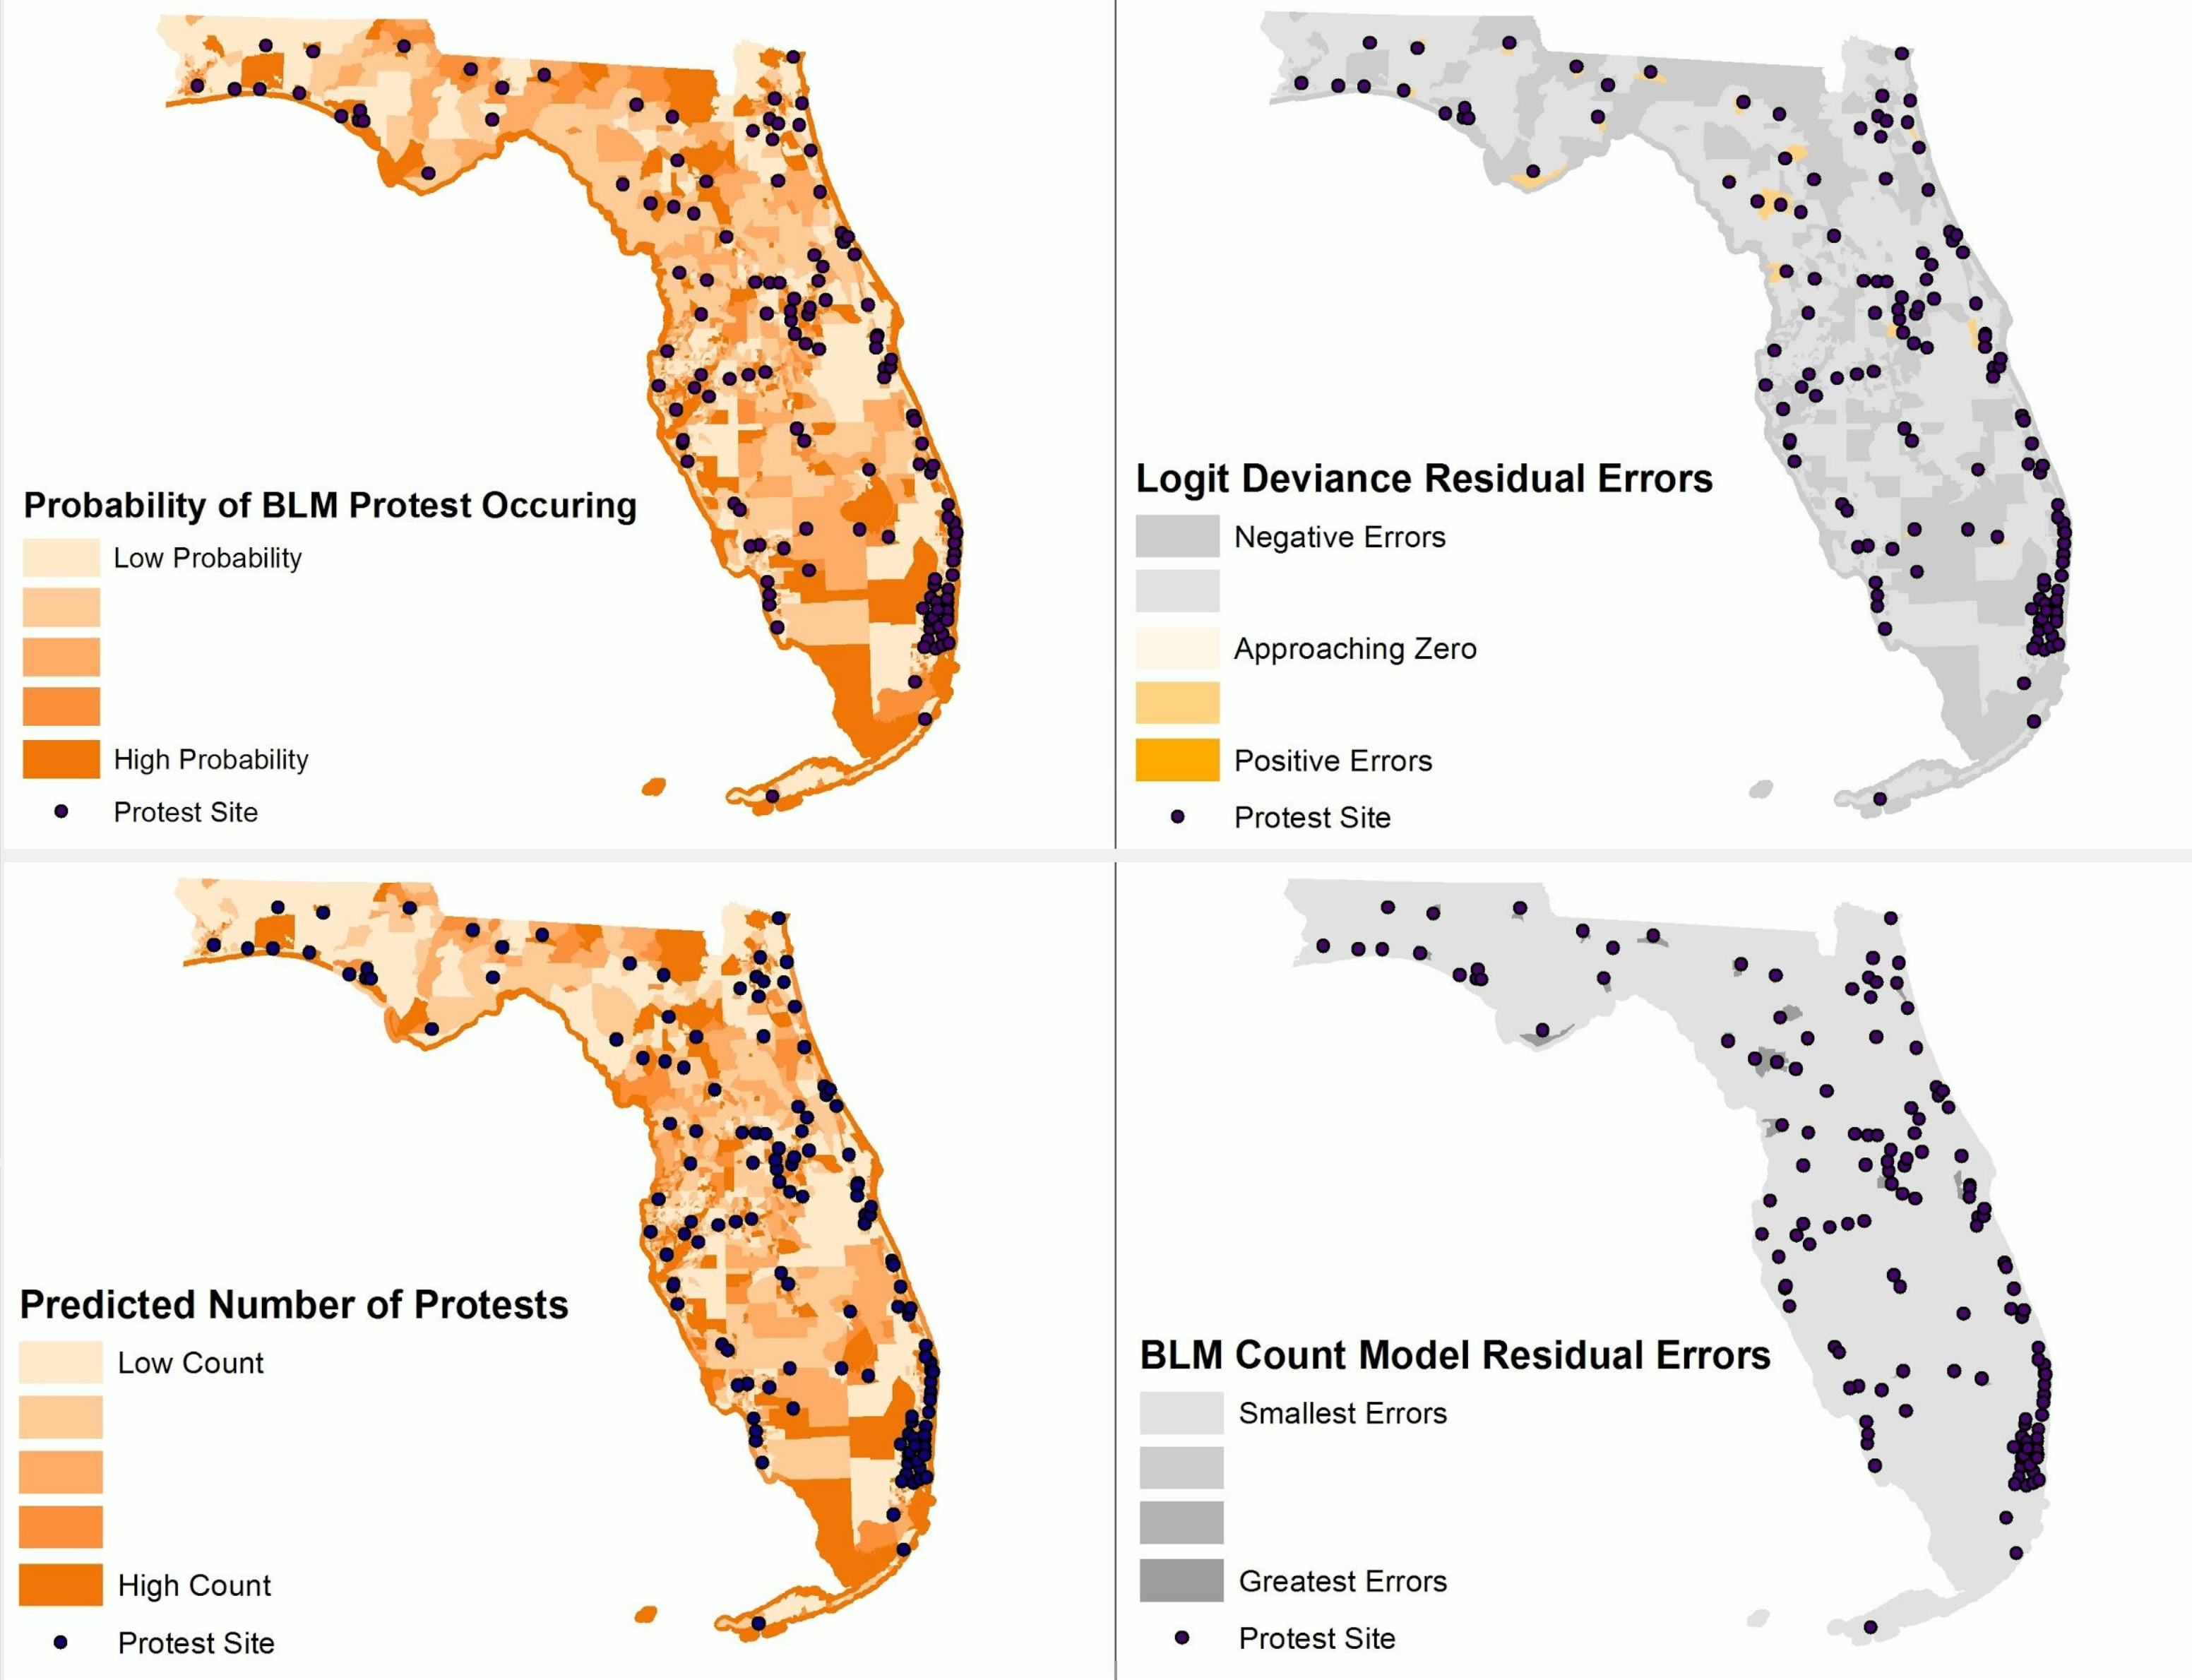 Probability of BLM Protest Occuring
Low Probability
High Probability
Protest Site
Logit Deviance Residual Errors
Negative Errors
Approaching Zero
Positive Errors
Protest Site
Predicted Number of Protests
Low Count
High Count
Protest Site
BLM Count Model Residual Errors
Smallest Errors
Greatest Errors
Protest Site